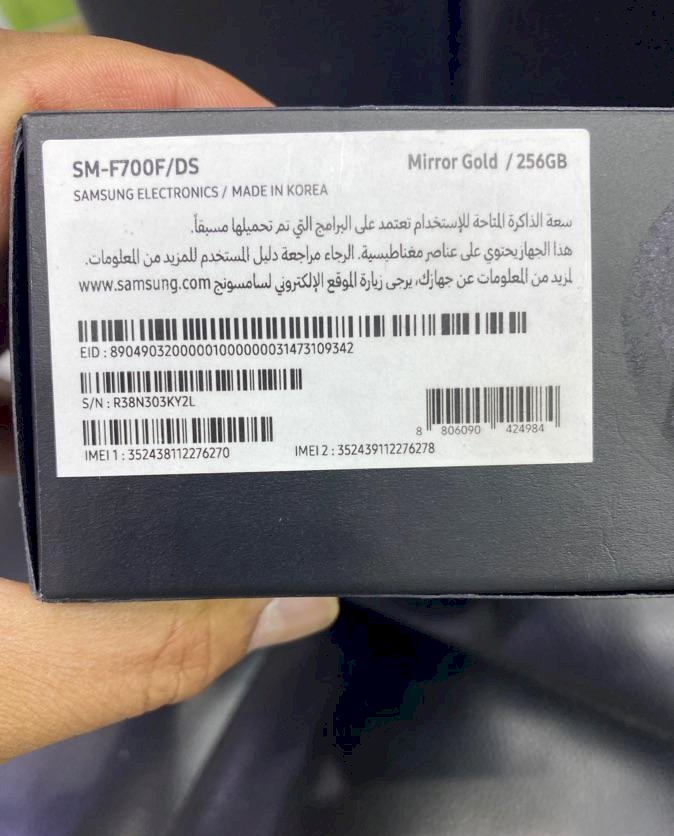 SM-F700F/DS
Mirror Gold / 256GB
SAMSUNG ELECTRONICS / MADE IN KOREA
سعة الذاكرة المتاحة للإستخدام تعتمد على البرامج التي تم تحميلها مسبقاً.
هذا الجهاز يحتوي على عناصر مغناطيسية. الرجاء مراجعة دليل المستخدم للمزيد من المعلومات.
لمزيد من المعلومات عن جهازك، يرجى زيارة الموقع الإلكتروني لسامسونج www.samsung.com
EID : 89049032000001000000031473109342
S/N : R38N303KY2L
8 806090 424984
IMEI 1 : 352438112276270
IMEI 2 : 352439112276278